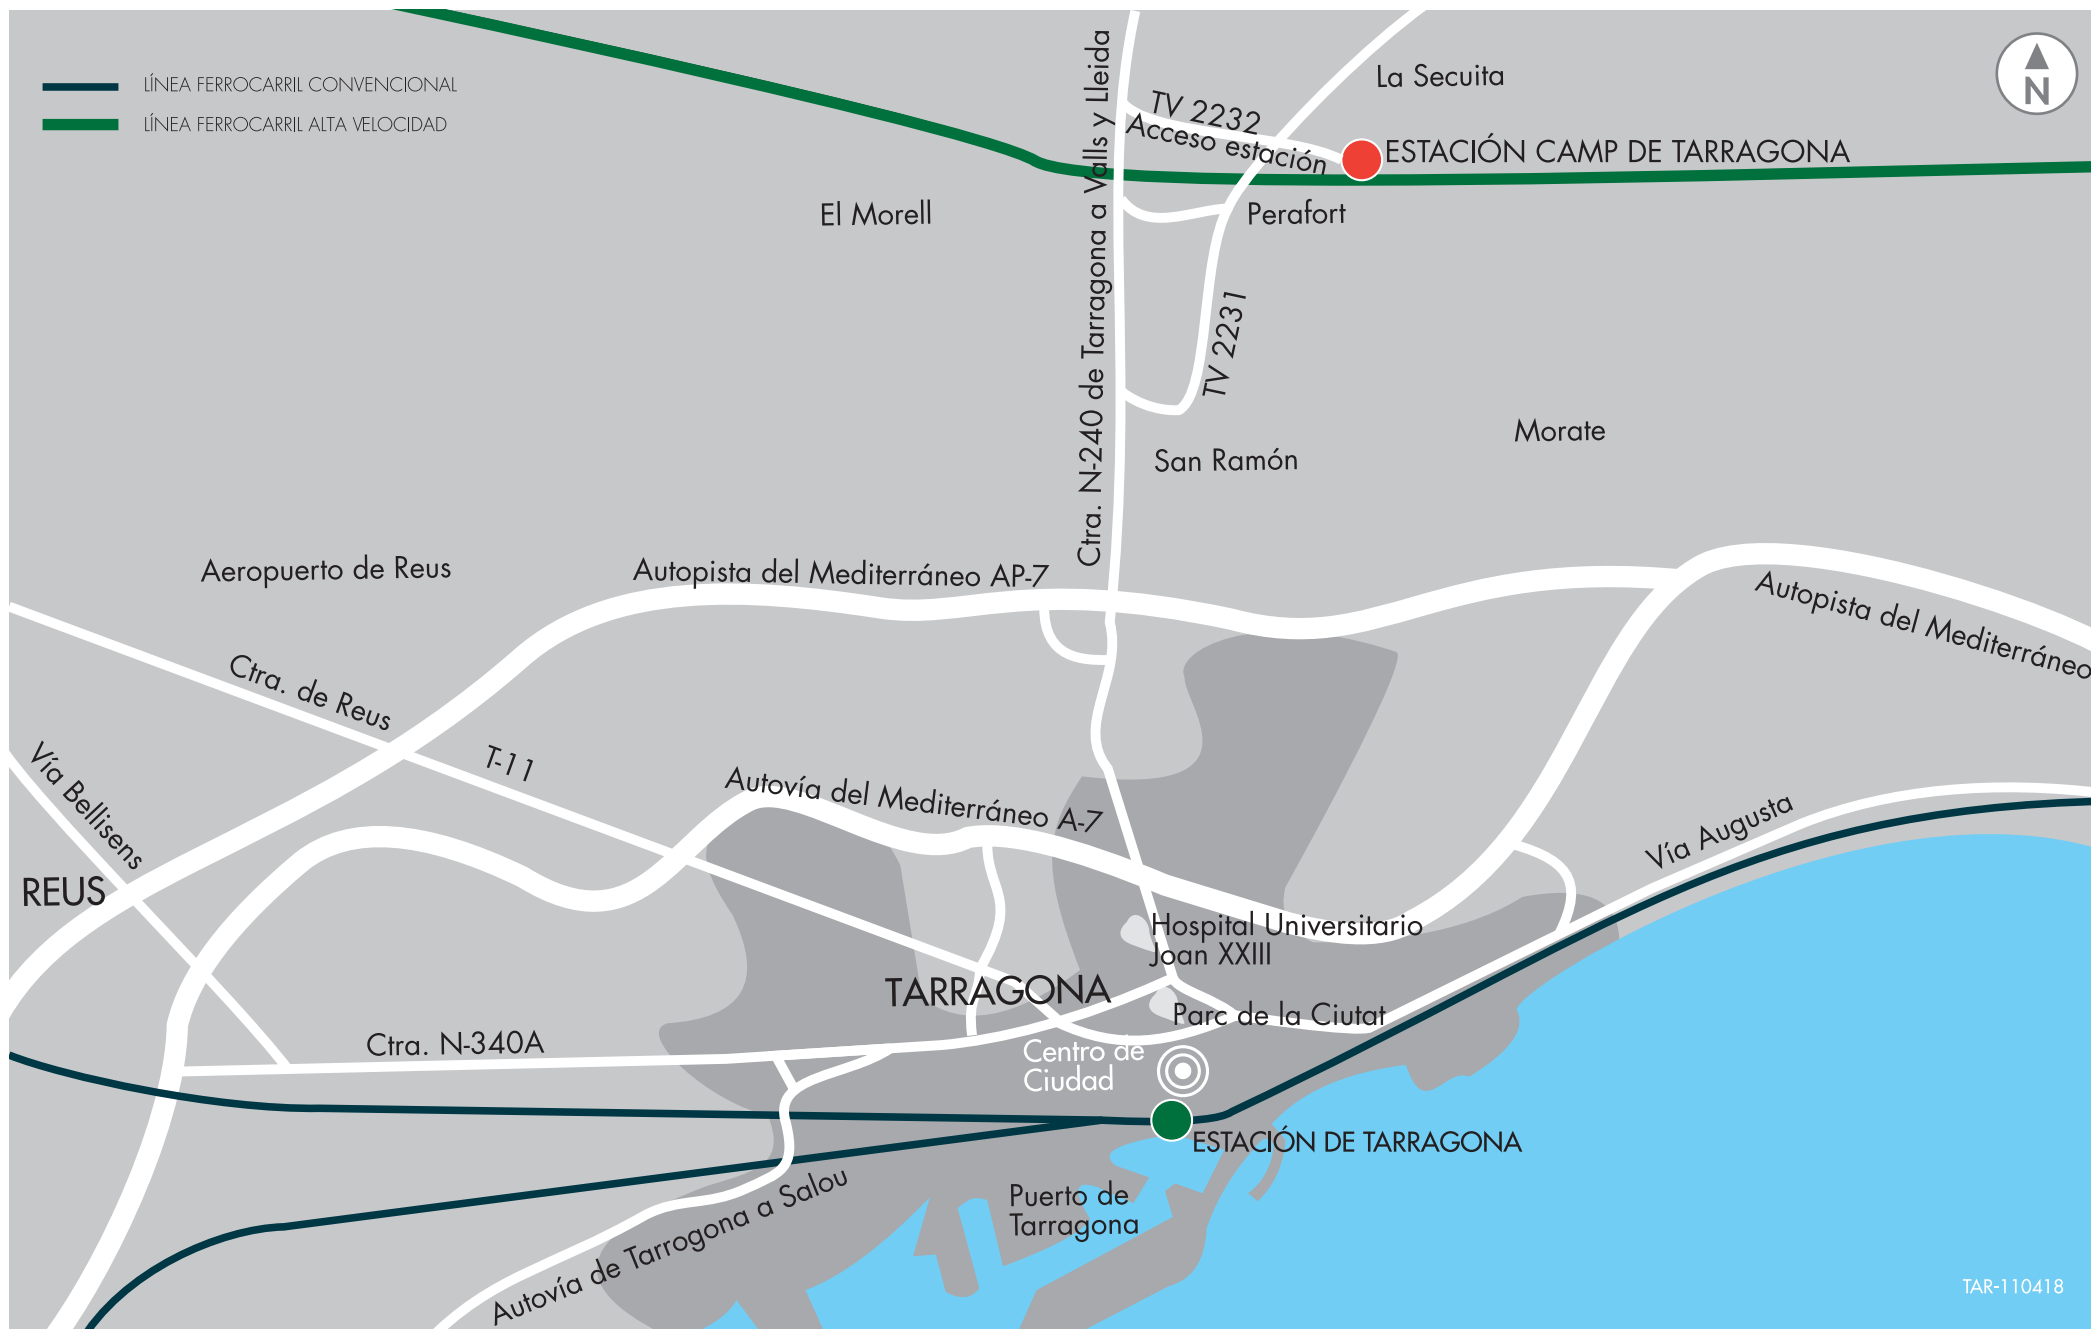 LÍNEA FERROCARRIL CONVENCIONAL
LÍNEA FERROCARRIL ALTA VELOCIDAD
N
La Secuita
TV 2232
Acceso estación
ESTACIÓN CAMP DE TARRAGONA
El Morell
Perafort
Ctra. N-240 de Tarragona a Valls y Lleida
TV 2231
Morate
San Ramón
Aeropuerto de Reus
Autopista del Mediterráneo AP-7
Autopista del Mediterráneo
Ctra. de Reus
T-11
Vía Bellisens
Autovía del Mediterráneo A-7
Vía Augusta
REUS
Hospital Universitario
Joan XXIII
TARRAGONA
Parc de la Ciutat
Ctra. N-340A
Centro de
Ciudad
ESTACIÓN DE TARRAGONA
Puerto de
Tarragona
Autovía de Tarrogona a Salou
TAR-110418